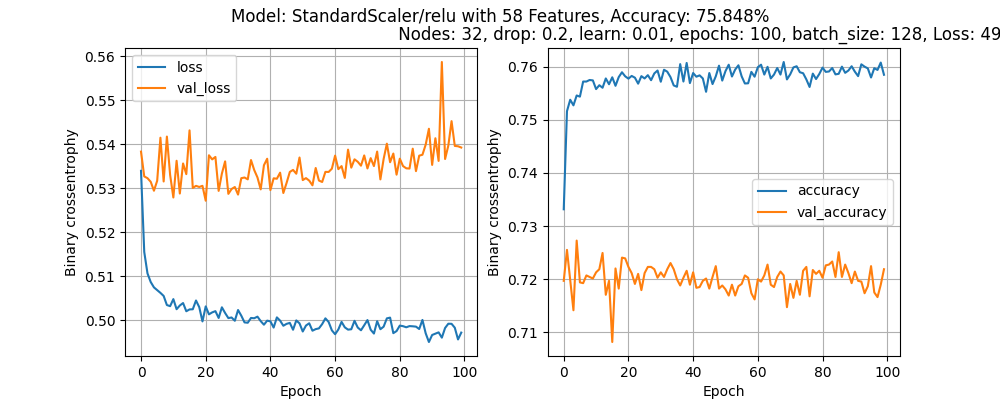 Model: StandardScaler/relu with 58 Features, Accuracy: 75.848%
Nodes: 32, drop: 0.2, learn: 0.01, epochs: 100, batch_size: 128, Loss: 49
0.56
0.55
0.54
0.53
0.52
0.51
0.50
Binary crossentrophy
loss
val_loss
0 20 40 60 80 100
Epoch
0.76
0.75
0.74
0.73
0.72
0.71
Binary crossentrophy
accuracy
val_accuracy
0 20 40 60 80 100
Epoch